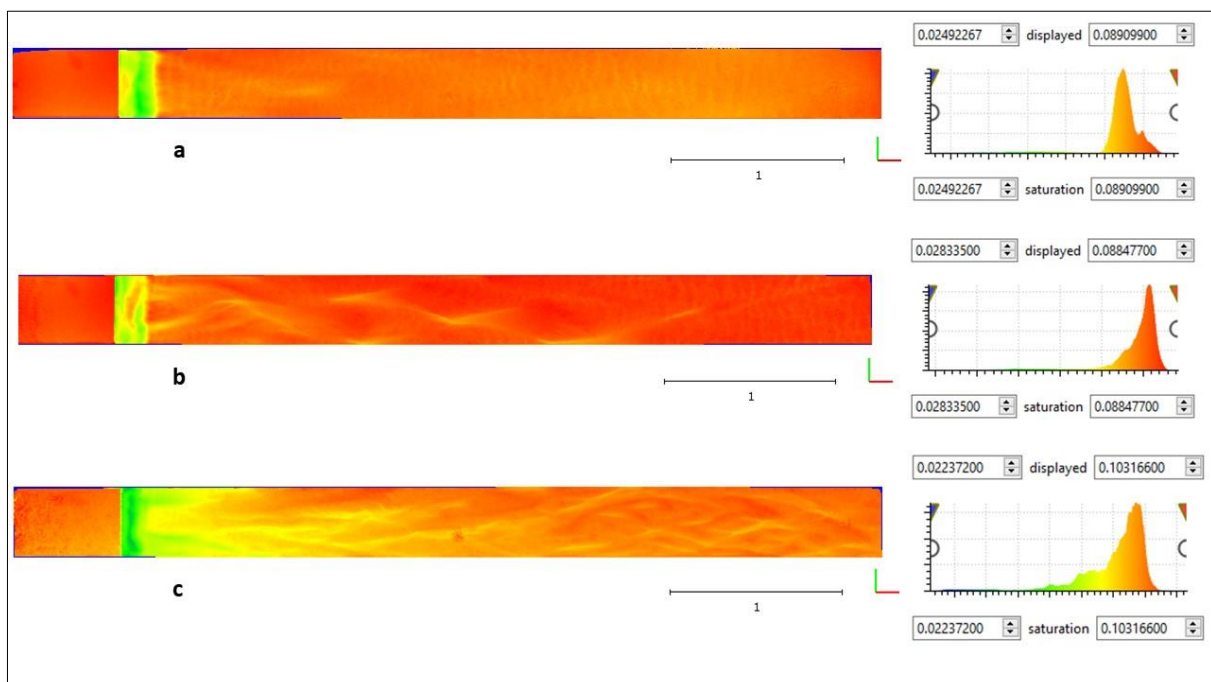 0.02492267 displayed 0.08909900
a
1
0.02492267 saturation 0.08909900
0.02833500 displayed 0.08847700
b
1
0.02833500 saturation 0.08847700
0.02237200 displayed 0.10316600
c
1
0.02237200 saturation 0.10316600